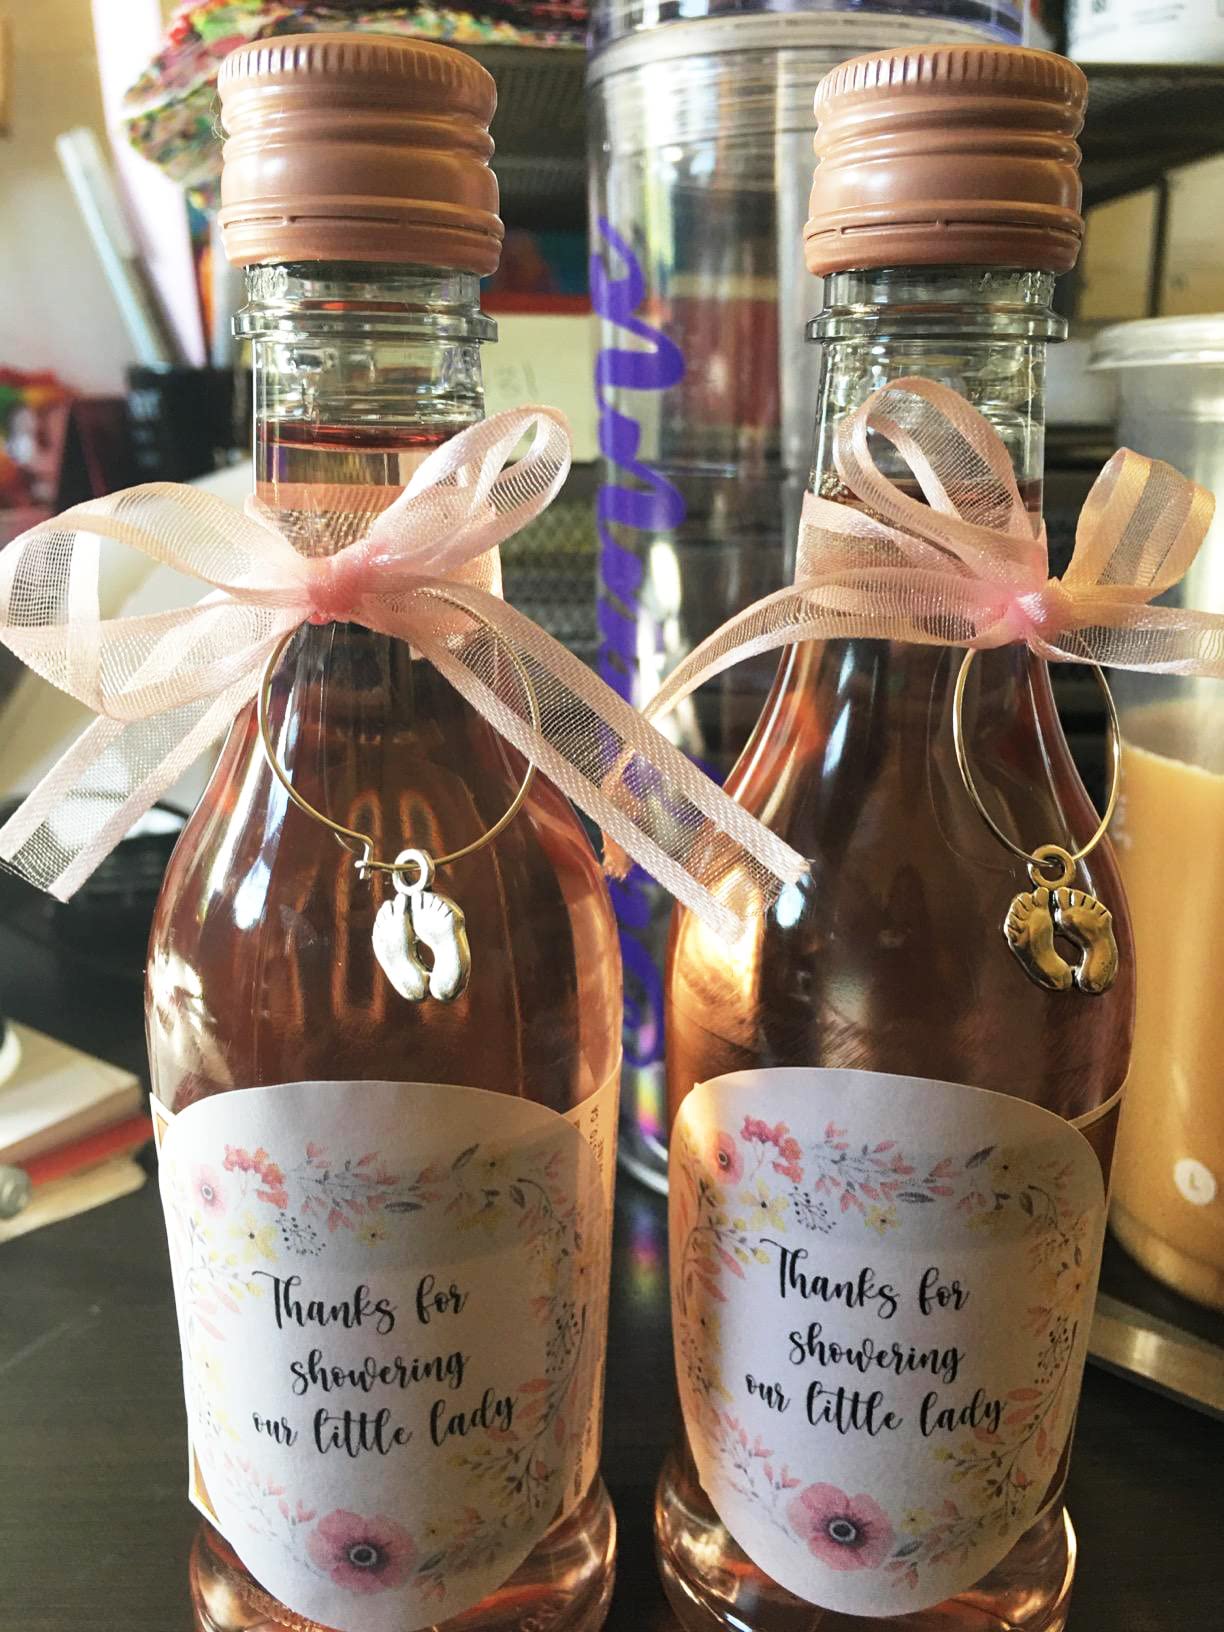 Thanks for
showering
our little lady
Thanks for
showering
our little lady
L